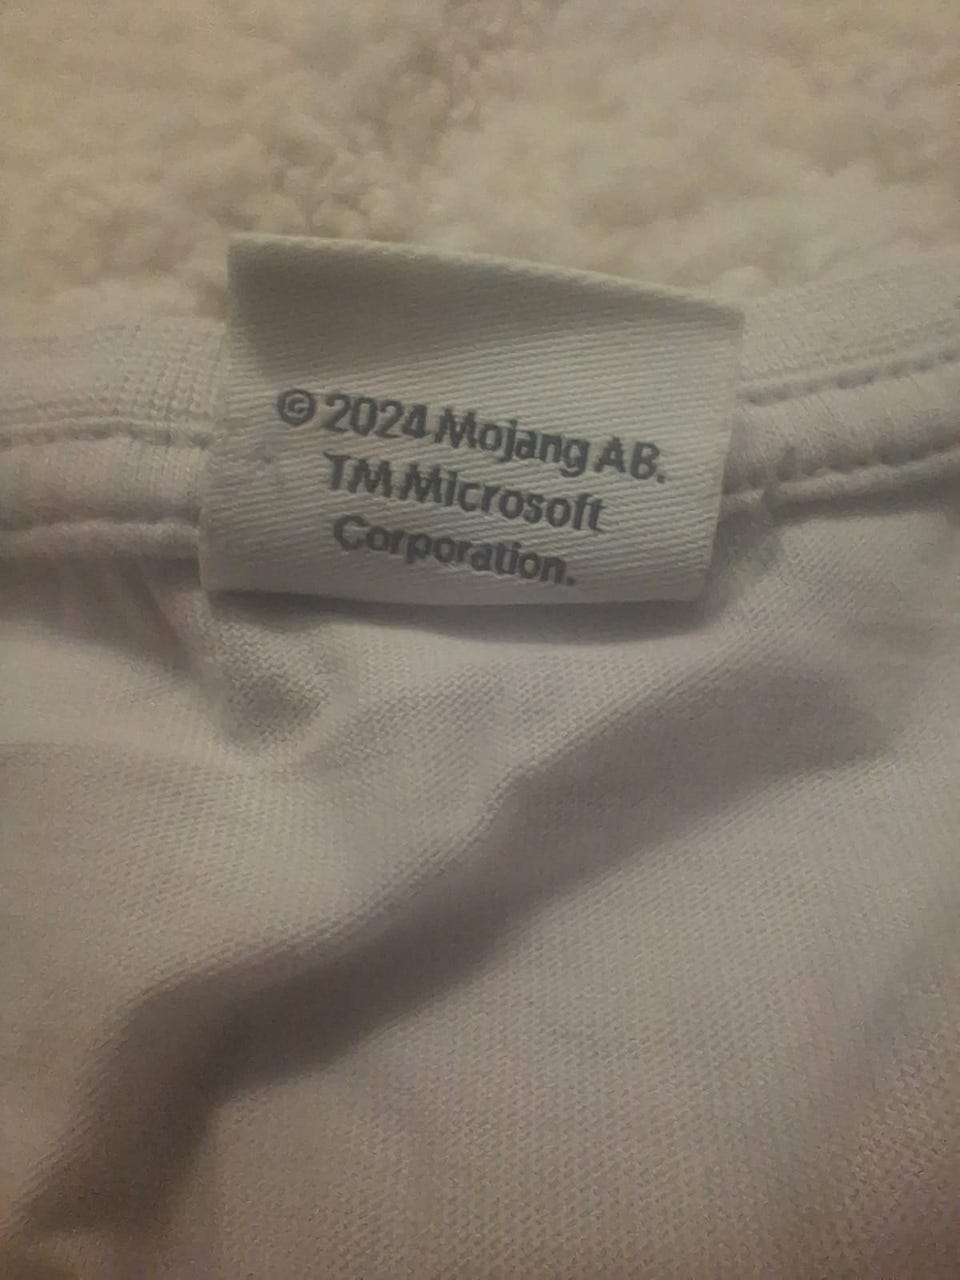 © 2024 Mojang AB.
TM Microsoft
Corporation.